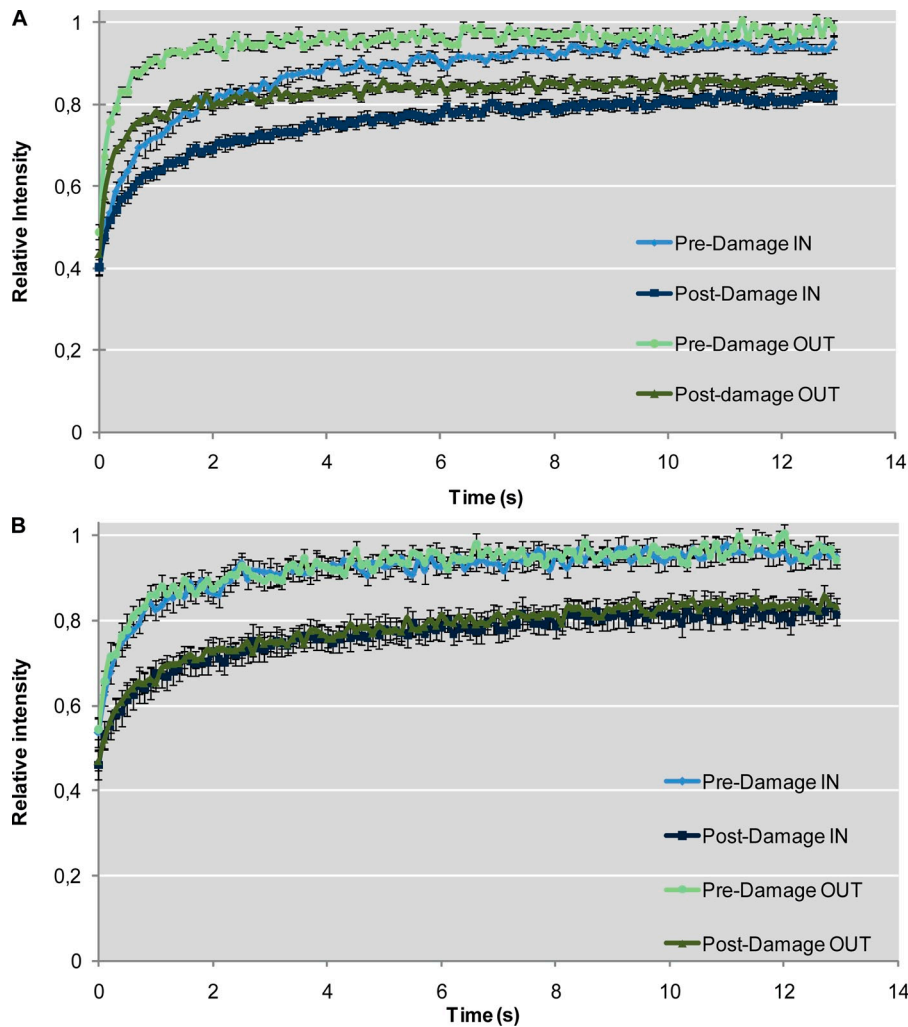 A
1
0,8
0,6
0,4
0,2
0
Relative Intensity
Pre-Damage IN
Post-Damage IN
Pre-Damage OUT
Post-damage OUT
0 2 4 6 8 10 12 14
Time (s)
B
1
0,8
0,6
0,4
0,2
0
Relative intensity
Pre-Damage IN
Post-Damage IN
Pre-Damage OUT
Post-Damage OUT
0 2 4 6 8 10 12 14
Time (s)